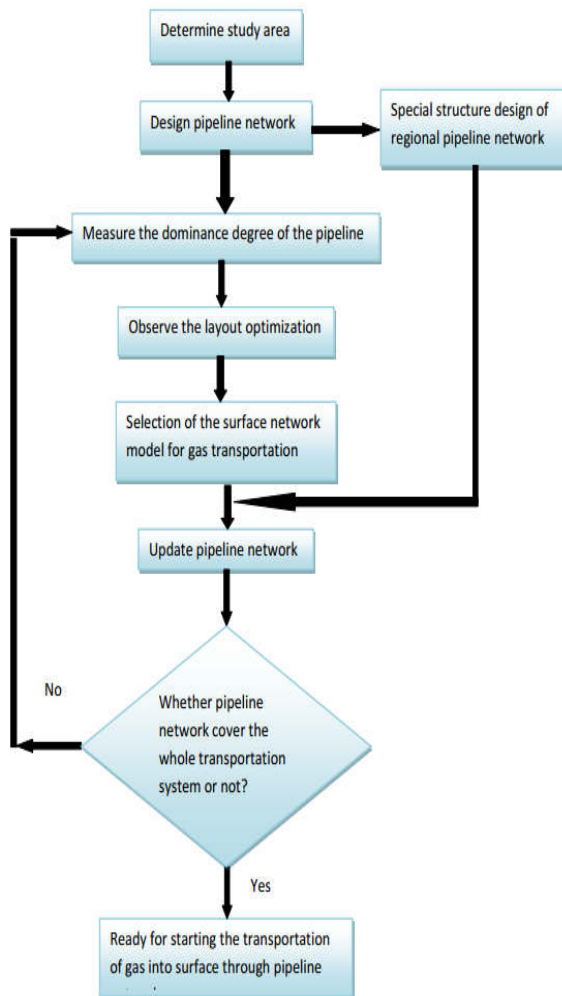 Determine study area
Design pipeline network
Special structure design of
regional pipeline network
Measure the dominance degree of the pipeline
Observe the layout optimization
Selection of the surface network
model for gas transportation
Update pipeline network
No
Whether pipeline
network cover the
whole transportation
system or not?
Yes
Ready for starting the transportation
of gas into surface through pipeline